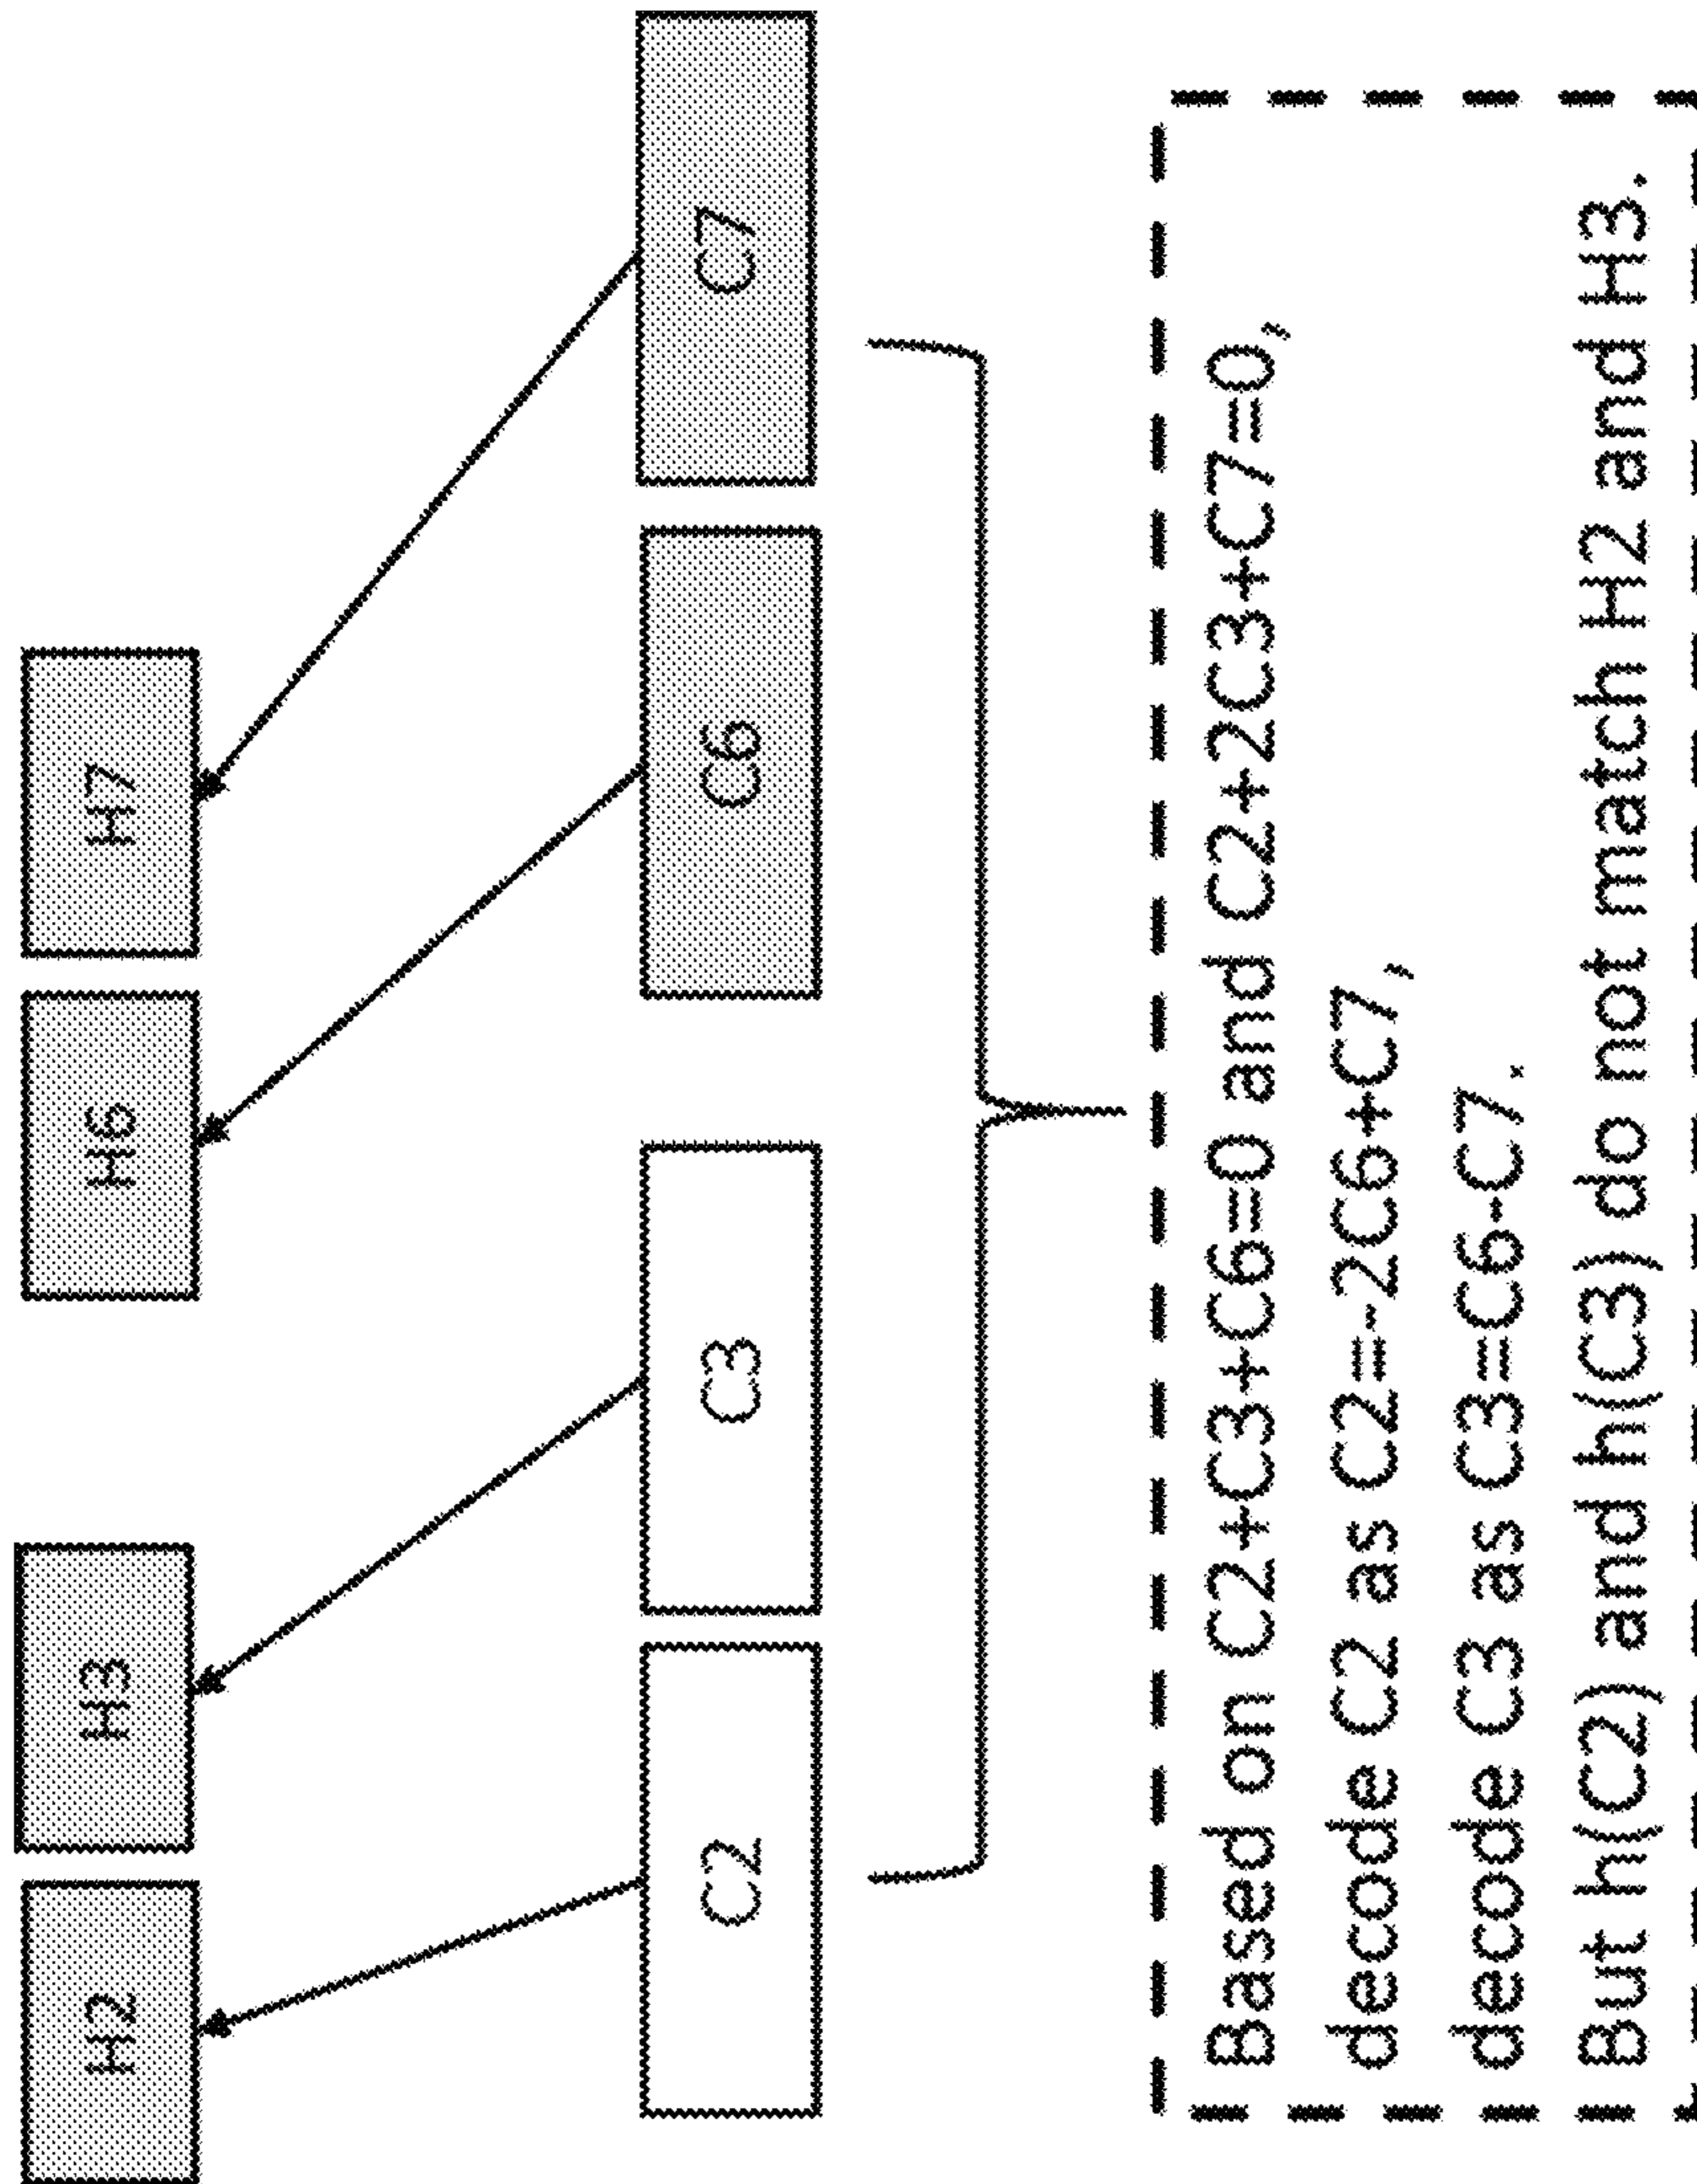 H2
H3
H6
H7
C2
C3
C6
C7
Based on C2+C3+C6=0 and C2+2C3+C7=0,
decode C2 as C2=-2C6+C7,
decode C3 as C3=C6-C7.
But h(C2) and h(C3) do not match H2 and H3.